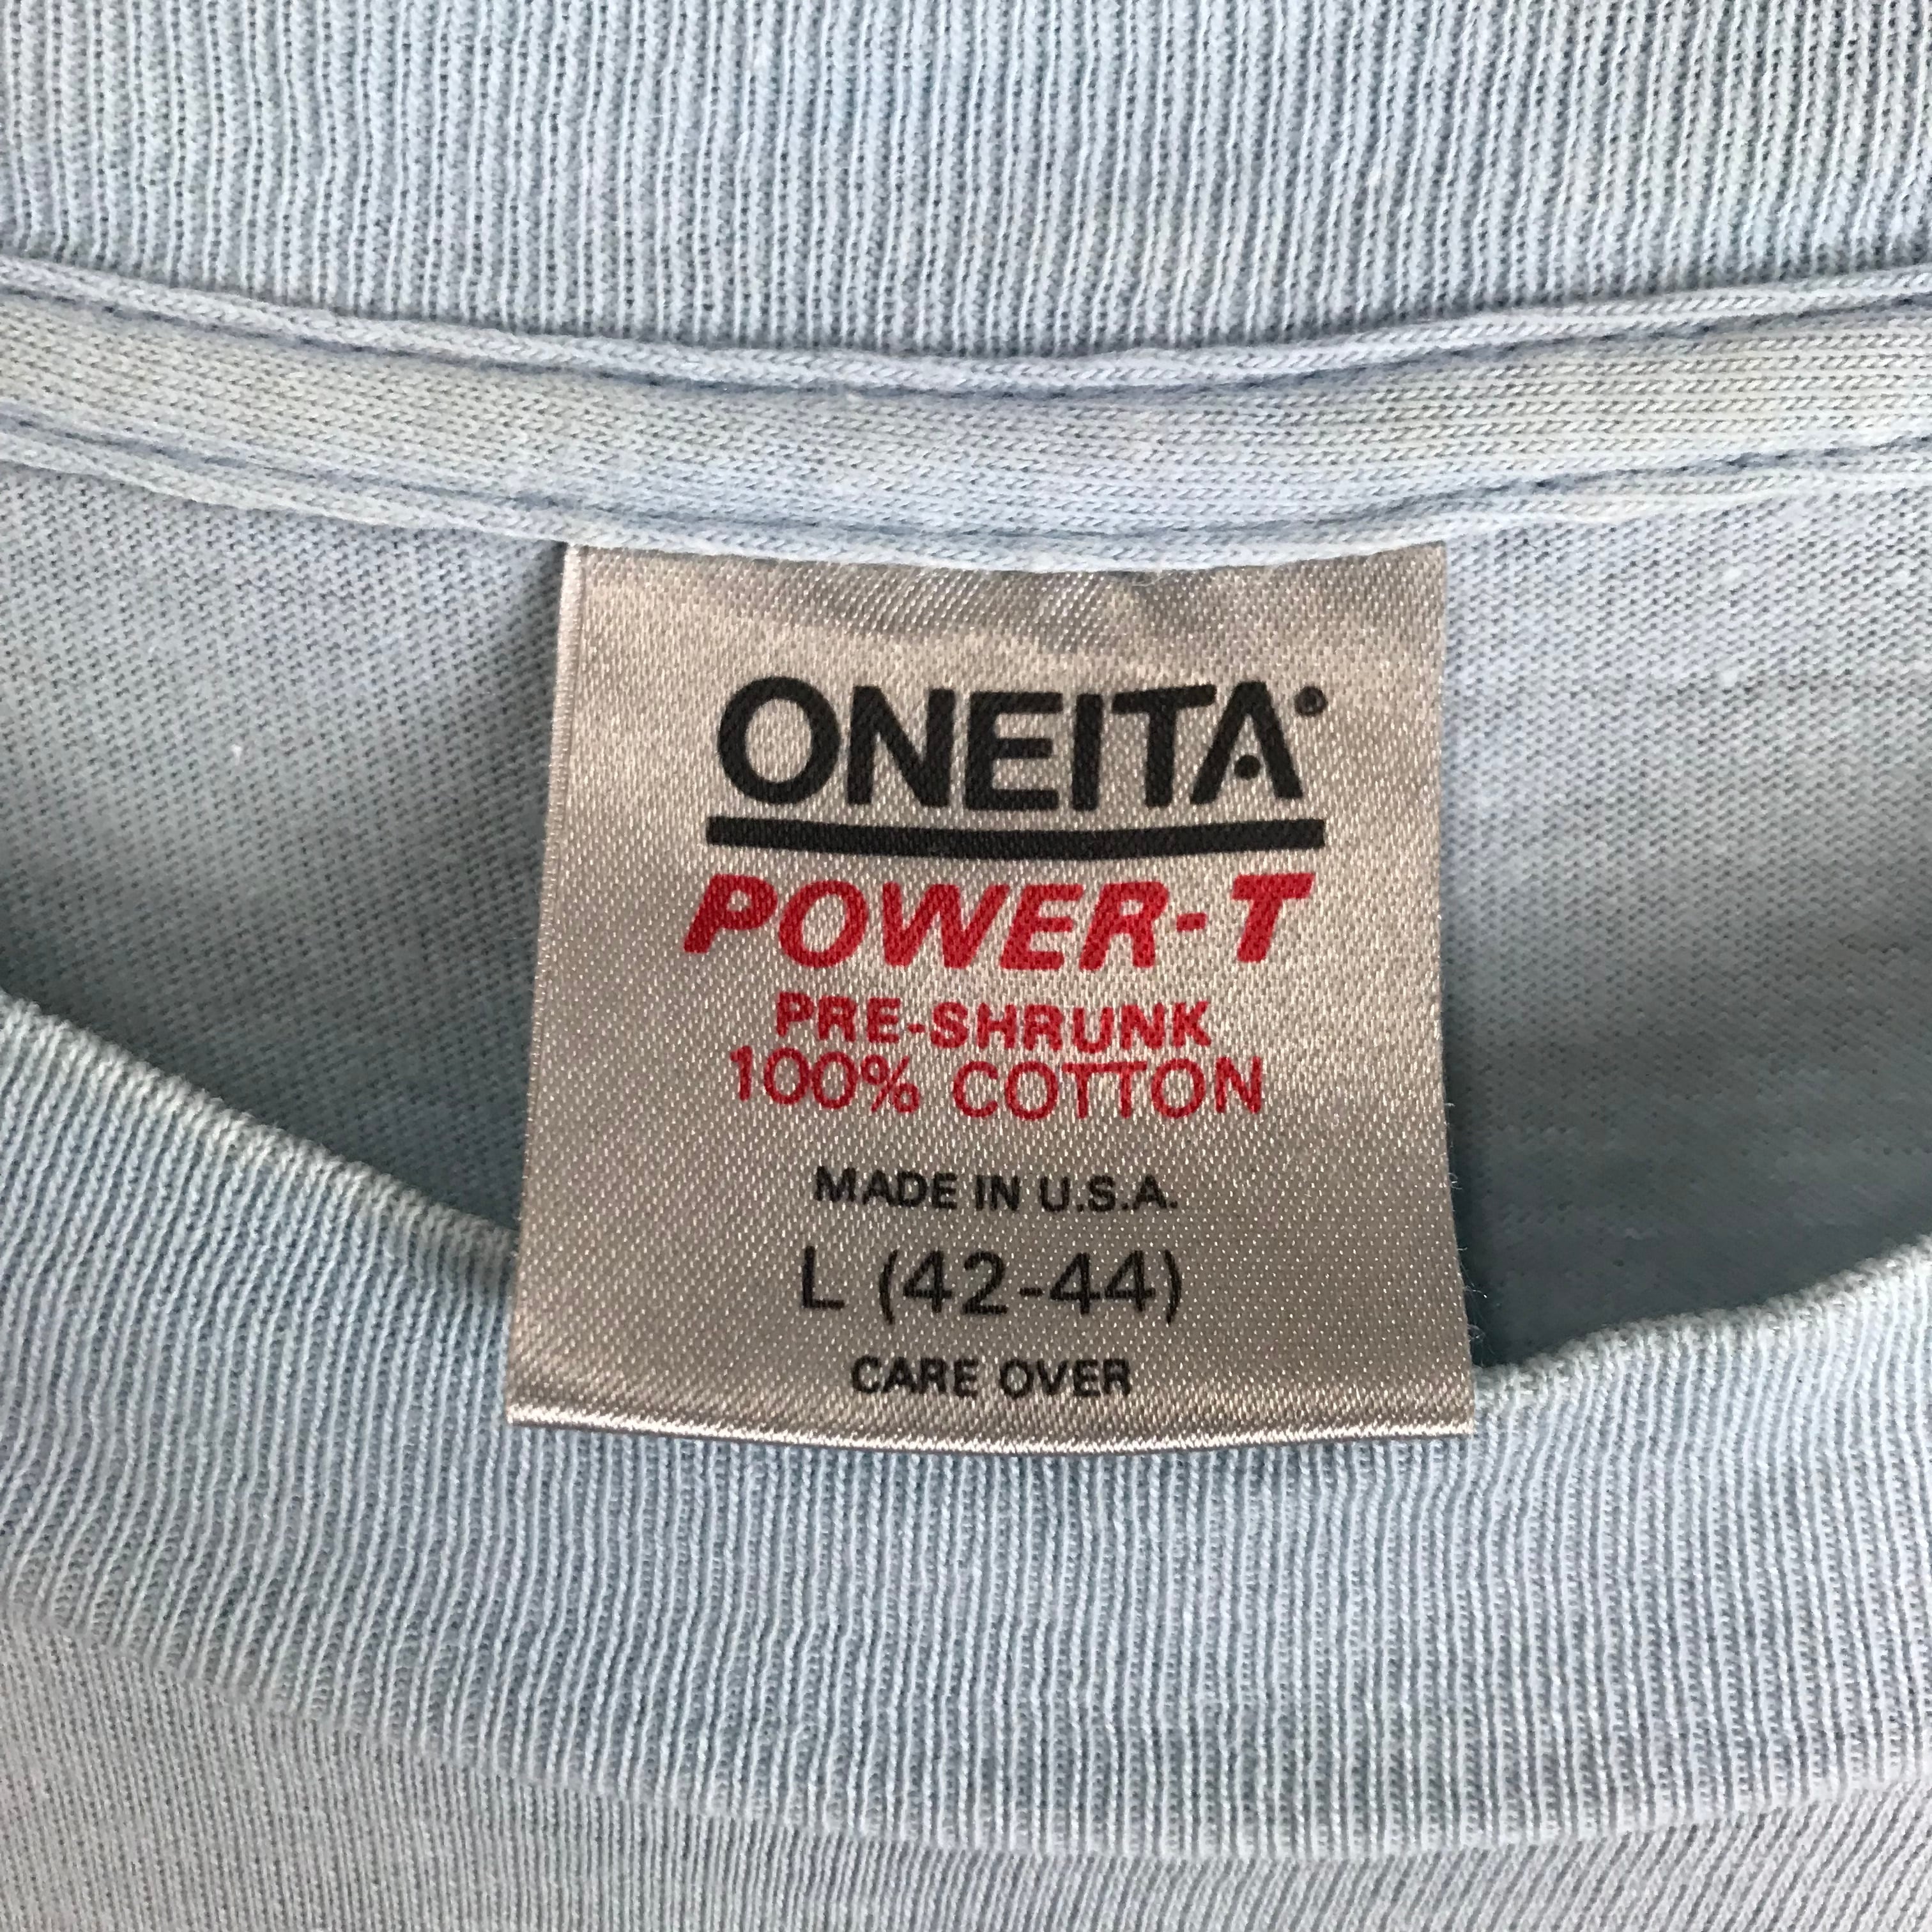 ONEITA®
POWER-T
PRE-SHRUNK
100% COTTON
MADE IN U.S.A.
L (42-44)
CARE OVER